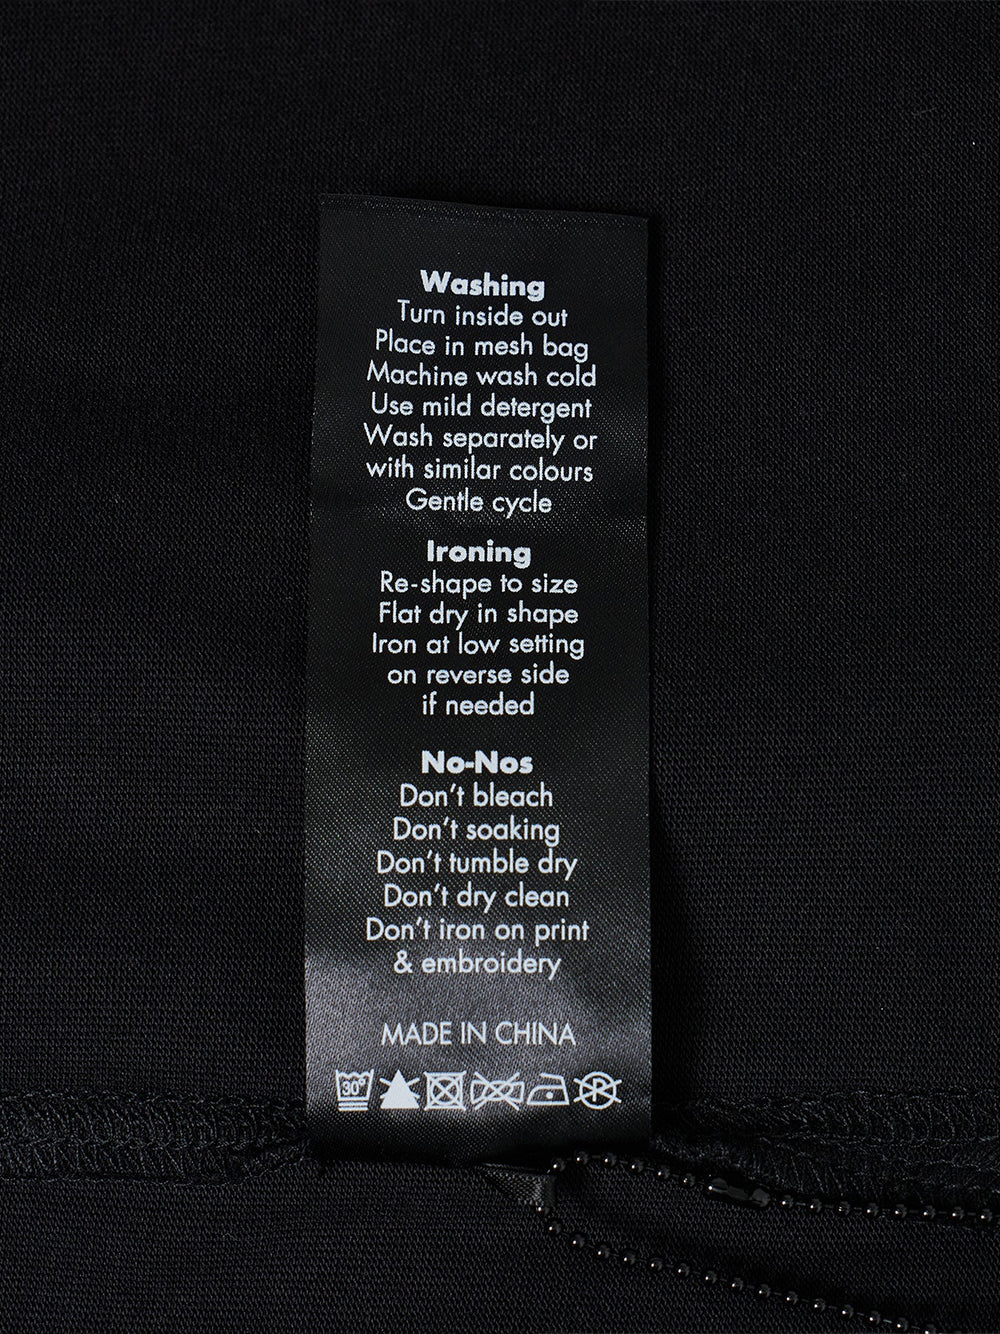 Washing
Turn inside out
Place in mesh bag
Machine wash cold
Use mild detergent
Wash separately or
with similar colours
Gentle cycle
Ironing
Re-shape to size
Flat dry in shape
Iron at low setting
on reverse side
if needed
No-Nos
Don't bleach
Don't soaking
Don't tumble dry
Don't dry clean
Don't iron on print
& embroidery
MADE IN CHINA
30° P